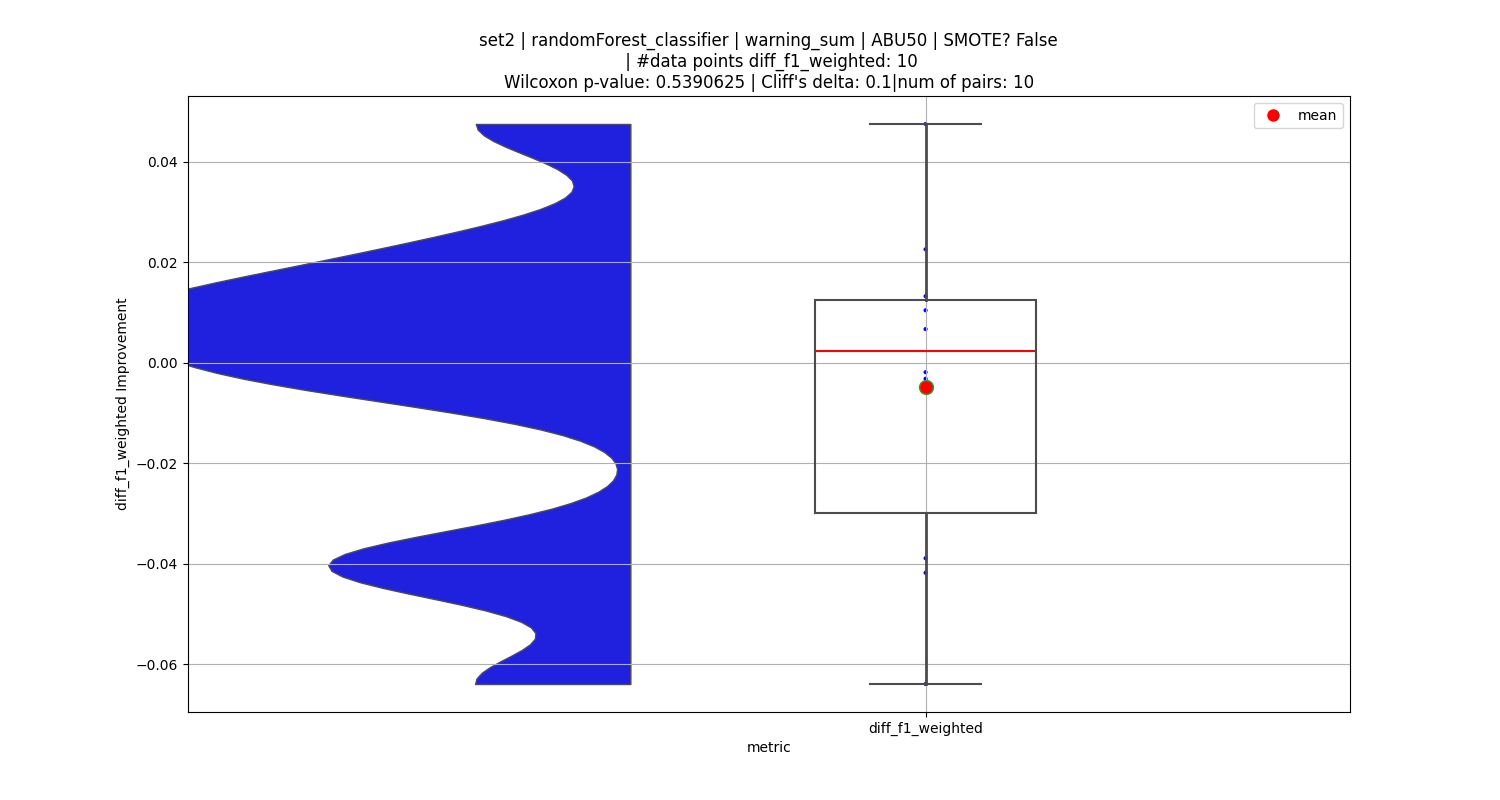 set2 | randomForest_classifier | warning_sum | ABU50 | SMOTE? False
| #data points diff_f1_weighted: 10
Wilcoxon p-value: 0.5390625 | Cliff's delta: 0.1|num of pairs: 10
mean
diff_f1_weighted Improvement
0.04
0.02
0.00
−0.02
−0.04
−0.06
diff_f1_weighted
metric